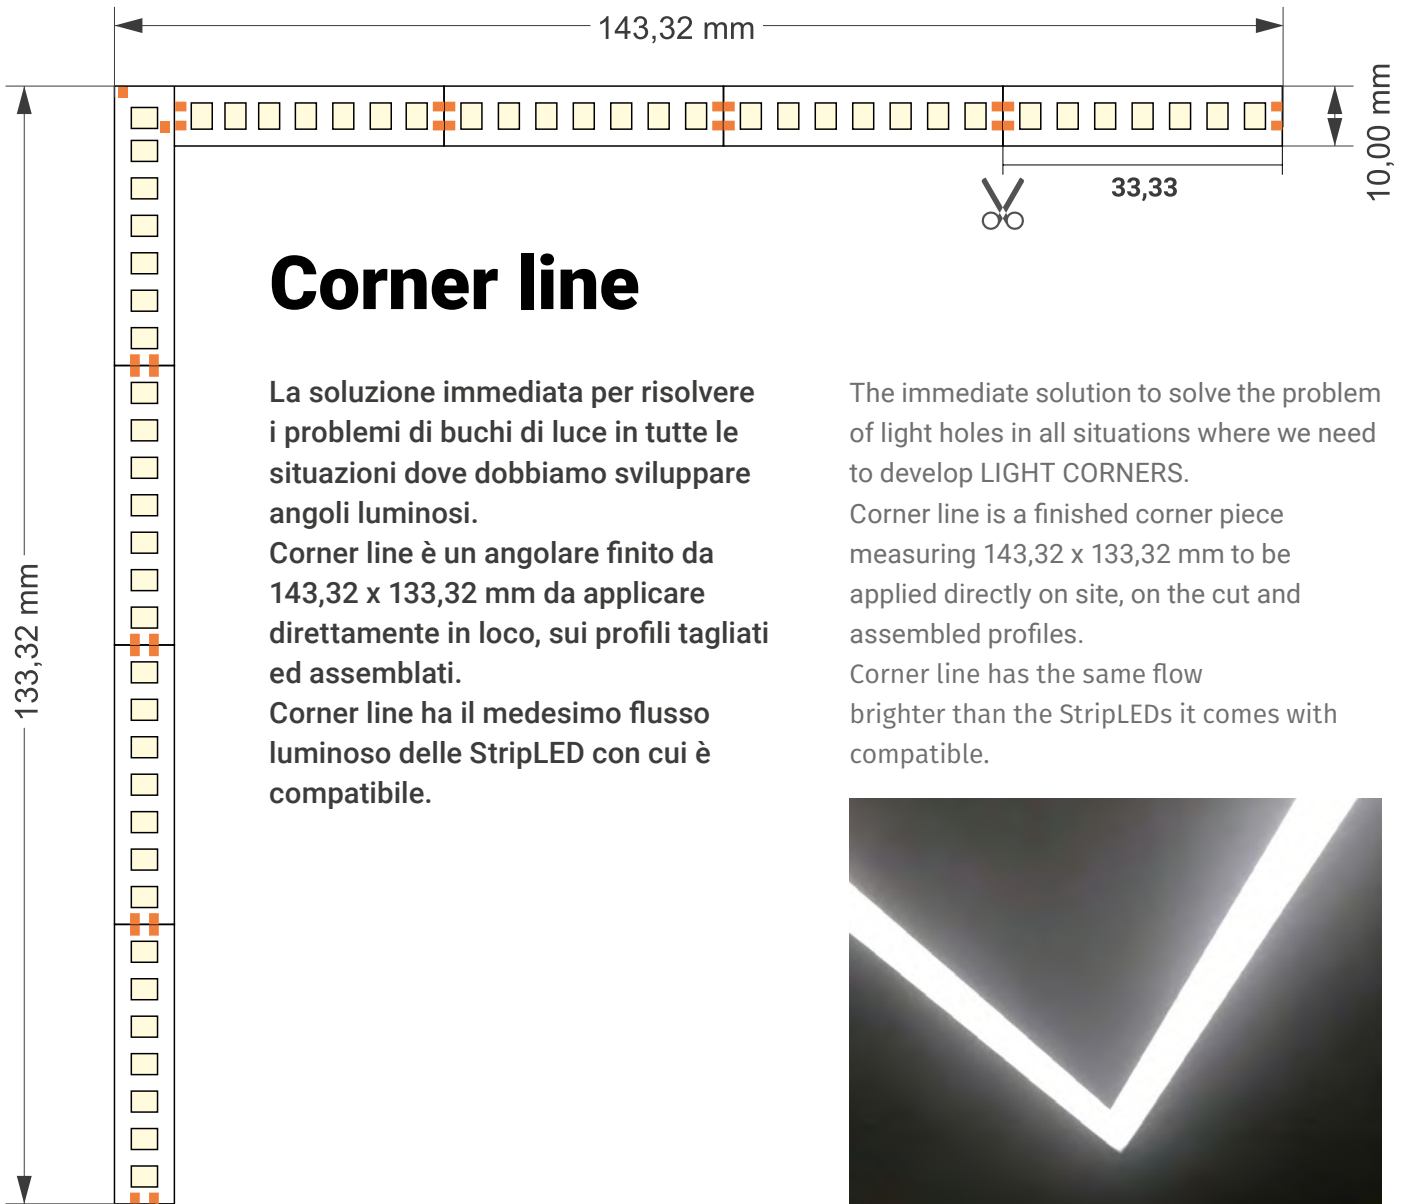 143,32 mm
10,00 mm
33,33
133,32 mm
Corner line
La soluzione immediata per risolvere
i problemi di buchi di luce in tutte le
situazioni dove dobbiamo sviluppare
angoli luminosi.
Corner line è un angolare finito da
143,32 x 133,32 mm da applicare
direttamente in loco, sui profili tagliati
ed assemblati.
Corner line ha il medesimo flusso
luminoso delle StripLED con cui è
compatibile.
The immediate solution to solve the problem
of light holes in all situations where we need
to develop LIGHT CORNERS.
Corner line is a finished corner piece
measuring 143,32 x 133,32 mm to be
applied directly on site, on the cut and
assembled profiles.
Corner line has the same flow
brighter than the StripLEDs it comes with
compatible.